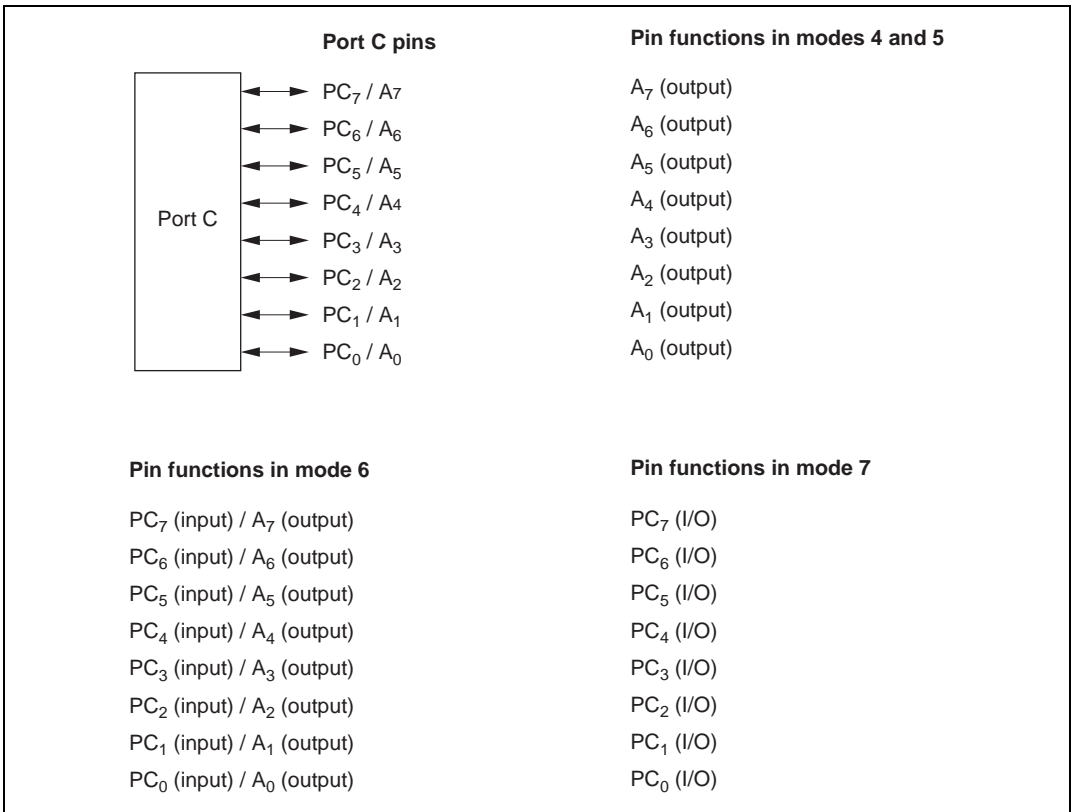 Port C pins
Port C
PC₇ / A7
PC₆ / A₆
PC₅ / A₅
PC₄ / A4
PC₃ / A₃
PC₂ / A₂
PC₁ / A₁
PC₀ / A₀
Pin functions in modes 4 and 5
A₇ (output)
A₆ (output)
A₅ (output)
A₄ (output)
A₃ (output)
A₂ (output)
A₁ (output)
A₀ (output)
Pin functions in mode 6
PC₇ (input) / A₇ (output)
PC₆ (input) / A₆ (output)
PC₅ (input) / A₅ (output)
PC₄ (input) / A₄ (output)
PC₃ (input) / A₃ (output)
PC₂ (input) / A₂ (output)
PC₁ (input) / A₁ (output)
PC₀ (input) / A₀ (output)
Pin functions in mode 7
PC₇ (I/O)
PC₆ (I/O)
PC₅ (I/O)
PC₄ (I/O)
PC₃ (I/O)
PC₂ (I/O)
PC₁ (I/O)
PC₀ (I/O)